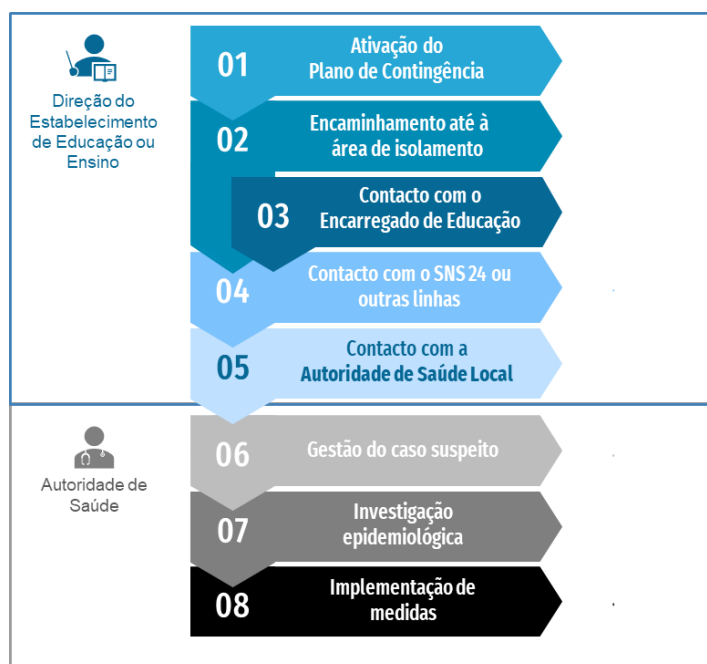 Direção do
Estabelecimento
de Educação ou
Ensino
01
Ativação do
Plano de Contingência
02
Encaminhamento até à
área de isolamento
03
Contacto com o
Encarregado de Educação
04
Contacto com o SNS 24 ou
outras linhas
05
Contacto com a
Autoridade de Saúde Local
Autoridade de
Saúde
06
Gestão do caso suspeito
07
Investigação
epidemiológica
08
Implementação de
medidas